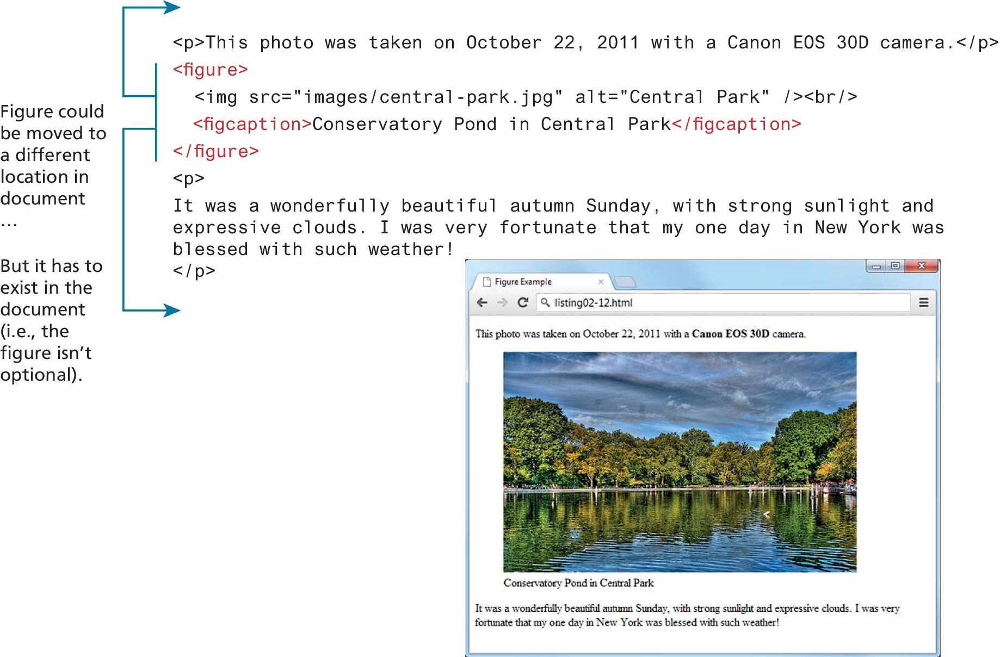 <p>This photo was taken on October 22, 2011 with a Canon EOS 30D camera.</p>
<figure>
<img src="images/central-park.jpg" alt="Central Park" /><br/>
<figcaption>Conservatory Pond in Central Park</figcaption>
</figure>
<p>
It was a wonderfully beautiful autumn Sunday, with strong sunlight and
expressive clouds. I was very fortunate that my one day in New York was
blessed with such weather!
</p>
Figure could
be moved to
a different
location in
document
…
But it has to
exist in the
document
(i.e., the
figure isn’t
optional).
Figure Example
listing02-12.html
This photo was taken on October 22, 2011 with a Canon EOS 30D camera.
Conservatory Pond in Central Park
It was a wonderfully beautiful autumn Sunday, with strong sunlight and expressive clouds. I was very
fortunate that my one day in New York was blessed with such weather!